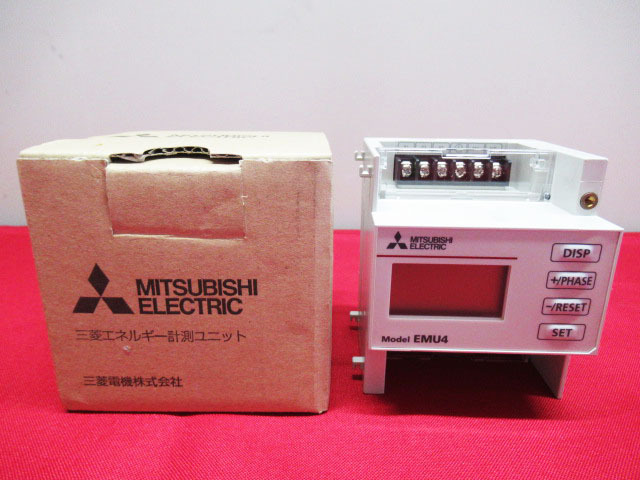 MITSUBISHI
ELECTRIC
三菱エネルギー計測ユニット
三菱電機株式会社
MITSUBISHI
ELECTRIC
DISP
+/PHASE
-/RESET
SET
Model EMU4